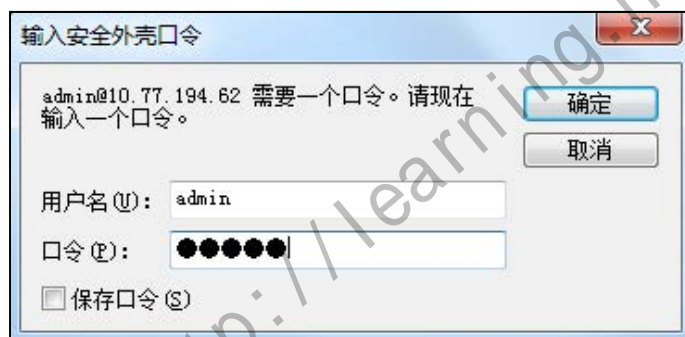 输入安全外壳口令
admin@10.77.194.62 需要一个口令。请现在
输入一个口令。
确定
取消
用户名(U): admin
口令(P): ●●●●●
保存口令(S)
http://learning.